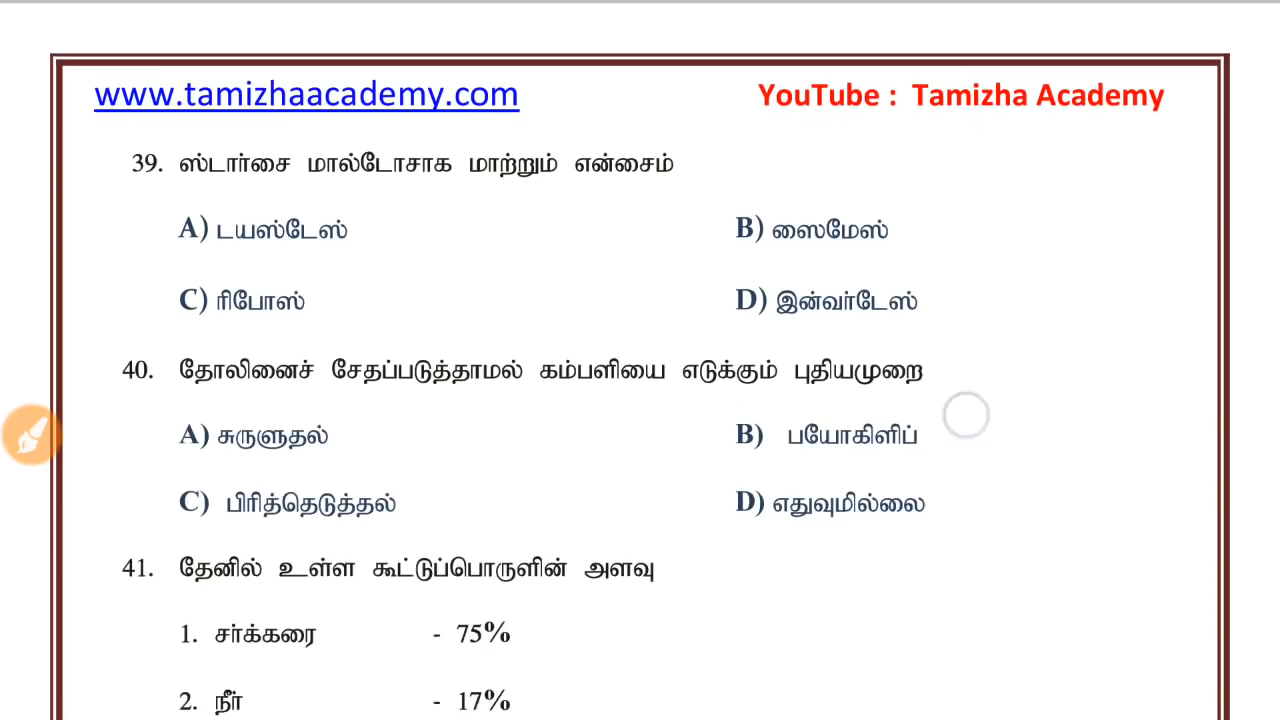 www.tamizhaacademy.com YouTube : Tamizha Academy
39. ஸ்டார்சை மால்டோசாக மாற்றும் என்சைம்
A) டயஸ்டேஸ் B) ஸைமேஸ்
C) ரிபோஸ் D) இன்வர்டேஸ்
40. தோலினைச் சேதப்படுத்தாமல் கம்பளியை எடுக்கும் புதியமுறை
A) சுருளுதல் B) பயோகிளிப்
C) பிரித்தெடுத்தல் D) எதுவுமில்லை
41. தேனில் உள்ள கூட்டுப்பொருளின் அளவு
1. சர்க்கரை - 75%
2. நீர் - 17%